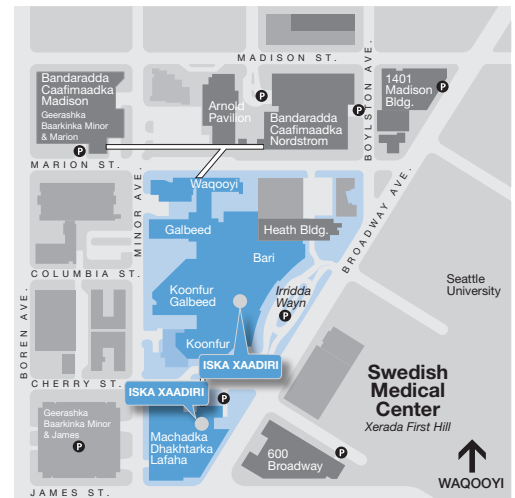 MADISON ST.
BOYLSTON AVE.
Bandaradda
Caafimaadka
Madison
Geerashka
Baarkinka Minor
& Marion
P
P
Arnold
Pavilion
Bandaradda
Caafimaadka
Nordstrom
P
1401
Madison
Bldg.
P
MARION ST.
MINOR AVE.
Waqooyi
Galbeed
Heath Bldg.
Bari
BROADWAY AVE.
COLUMBIA ST.
Koonfur
Galbeed
Irridda
Wayn
P
Seattle
University
BOREN AVE.
Koonfur
ISKA XAADIRI
CHERRY ST.
ISKA XAADIRI
P
Swedish
Medical
Center
Xerada First Hill
Geerashka
Baarkinka Minor
& James
P
Machadka
Dhakhtarka
Lafaha
600
Broadway
P
WAQOOYI
JAMES ST.